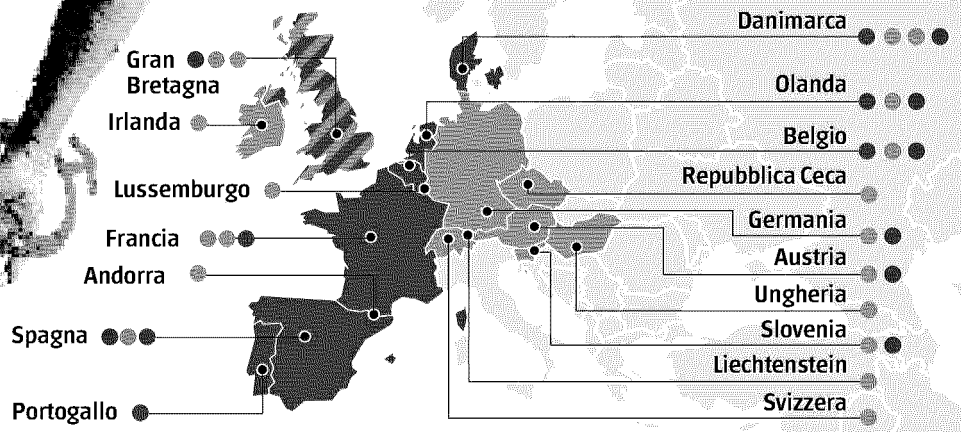 Gran
Bretagna
Irlanda
Lussemburgo
Francia
Andorra
Spagna
Portogallo
Danimarca
Olanda
Belgio
Repubblica Ceca
Germania
Austria
Ungheria
Slovenia
Liechtenstein
Svizzera